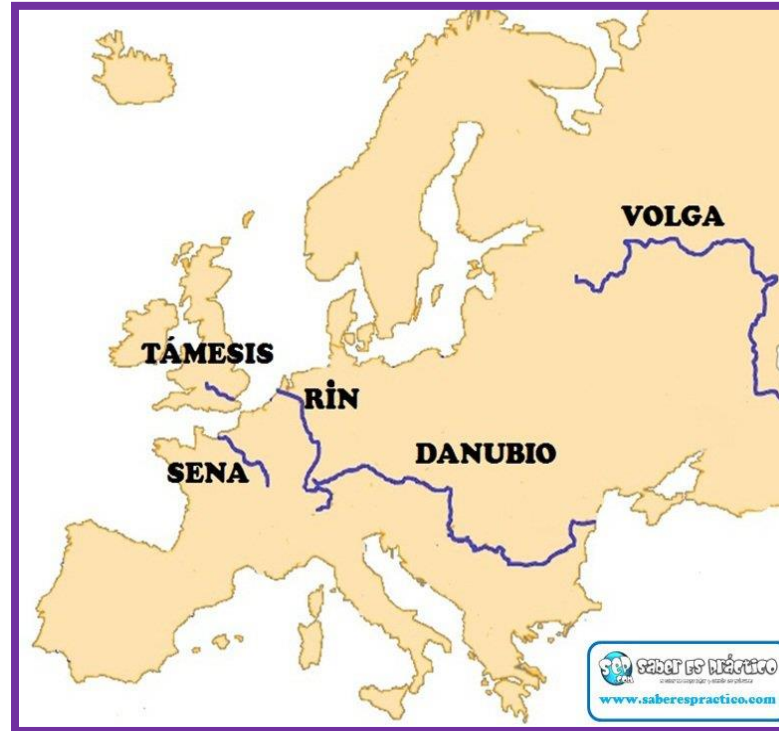 VOLGA
TÁMESIS
RİN
DANUBIO
SENA
saber es práctico
www.saberespractico.com